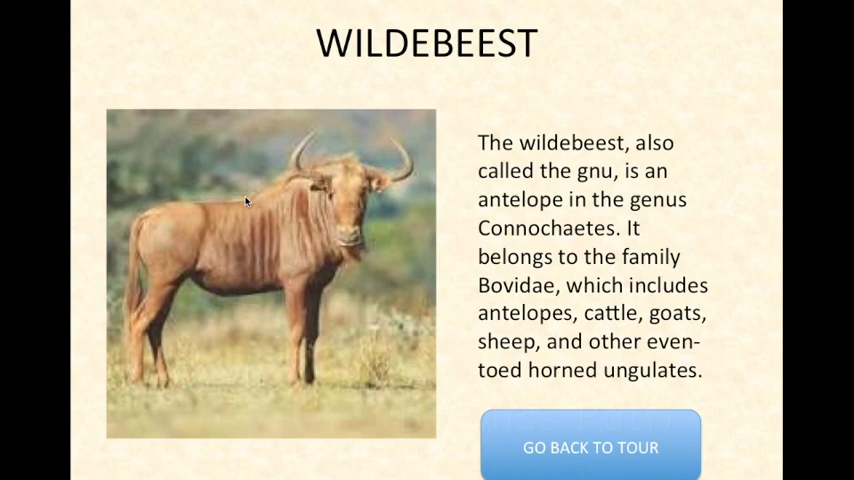 WILDEBEEST
The wildebeest, also
called the gnu, is an
antelope in the genus
Connochaetes. It
belongs to the family
Bovidae, which includes
antelopes, cattle, goats,
sheep, and other even-
toed horned ungulates.
GO BACK TO TOUR